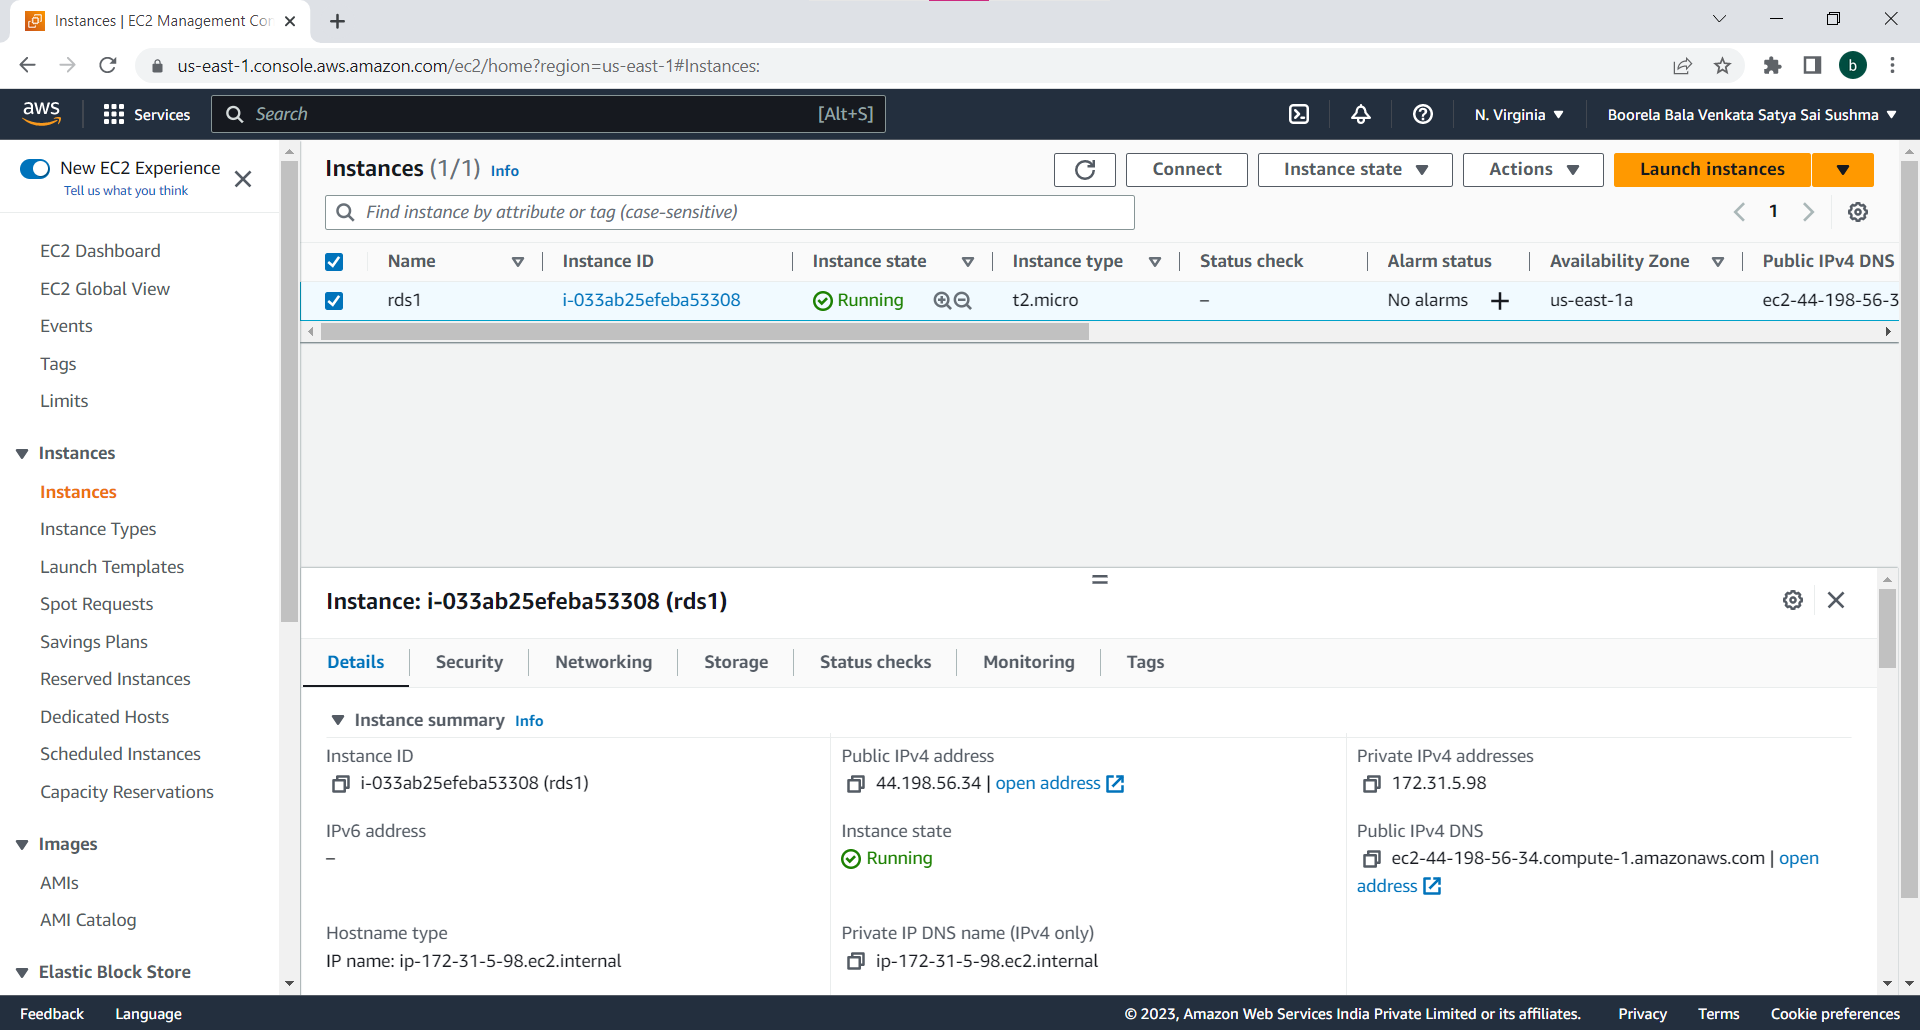 Instances | EC2 Management Con
us-east-1.console.aws.amazon.com/ec2/home?region=us-east-1#Instances:
b
aws
Services
Search
[Alt+S]
N. Virginia
Boorela Bala Venkata Satya Sai Sushma
New EC2 Experience
Tell us what you think
EC2 Dashboard
EC2 Global View
Events
Tags
Limits
Instances
Instances
Instance Types
Launch Templates
Spot Requests
Savings Plans
Reserved Instances
Dedicated Hosts
Scheduled Instances
Capacity Reservations
Images
AMIs
AMI Catalog
Elastic Block Store
Instances (1/1) Info
Connect
Instance state
Actions
Launch instances
Find instance by attribute or tag (case-sensitive)
1
Name Instance ID Instance state Instance type Status check Alarm status Availability Zone Public IPv4 DNS
rds1 i-033ab25efeba53308 Running t2.micro – No alarms + us-east-1a ec2-44-198-56-3
Instance: i-033ab25efeba53308 (rds1)
Details Security Networking Storage Status checks Monitoring Tags
Instance summary Info
Instance ID
i-033ab25efeba53308 (rds1)
Public IPv4 address
44.198.56.34 | open address
Private IPv4 addresses
172.31.5.98
IPv6 address
–
Instance state
Running
Public IPv4 DNS
ec2-44-198-56-34.compute-1.amazonaws.com | open
address
Hostname type
IP name: ip-172-31-5-98.ec2.internal
Private IP DNS name (IPv4 only)
ip-172-31-5-98.ec2.internal
Feedback Language
© 2023, Amazon Web Services India Private Limited or its affiliates. Privacy Terms Cookie preferences